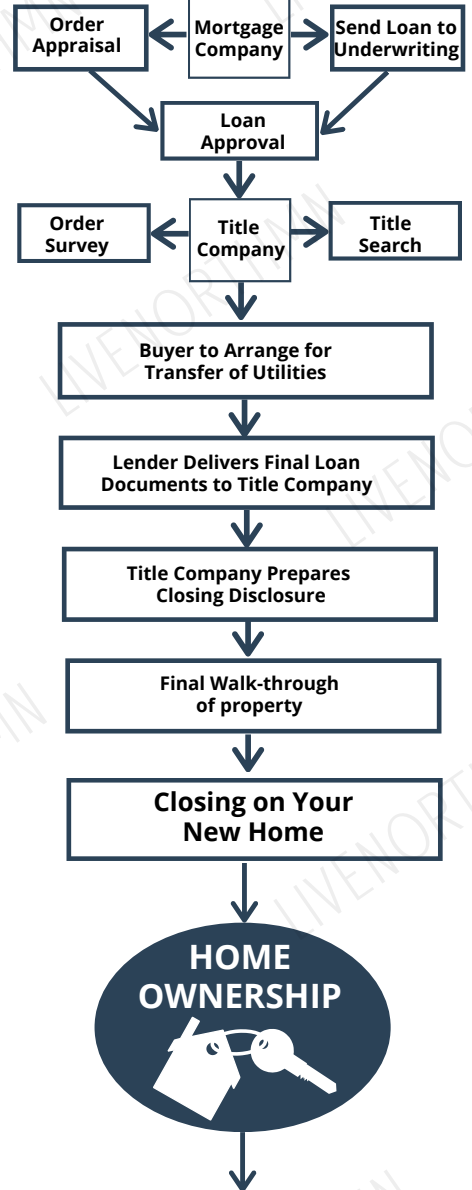 Order
Appraisal
Mortgage
Company
Send Loan to
Underwriting
Loan
Approval
Order
Survey
Title
Company
Title
Search
Buyer to Arrange for
Transfer of Utilities
Lender Delivers Final Loan
Documents to Title Company
Title Company Prepares
Closing Disclosure
Final Walk-through
of property
Closing on Your
New Home
HOME
OWNERSHIP
LIVENORTHMN